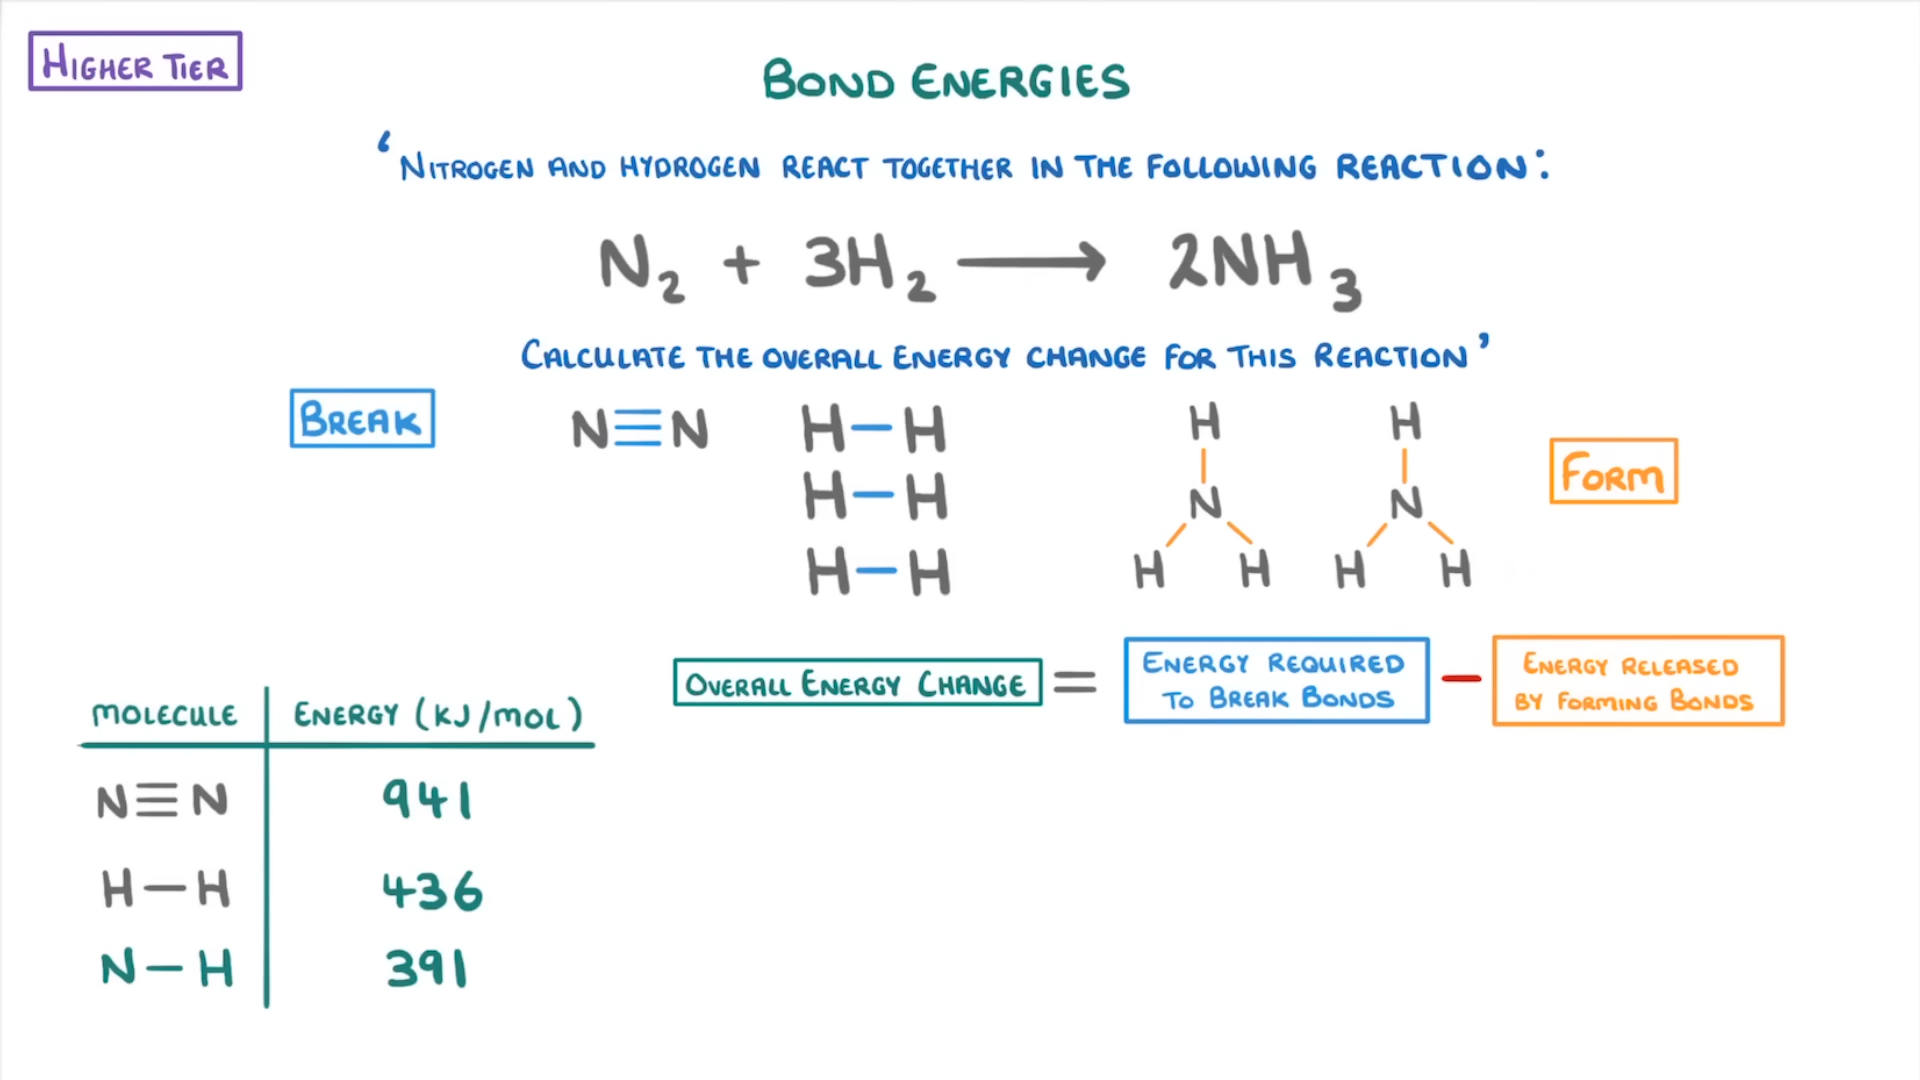 HIGHER TIER
BOND ENERGIES
‘NITROGEN AND HYDROGEN REACT TOGETHER IN THE FOLLOWING REACTION:
N₂ + 3H₂ ⟶ 2NH₃
CALCULATE THE OVERALL ENERGY CHANGE FOR THIS REACTION’
BREAK
N≡N
H–H
H–H
H–H
H
N
H H
H
N
H H
FORM
OVERALL ENERGY CHANGE = ENERGY REQUIRED TO BREAK BONDS – ENERGY RELEASED BY FORMING BONDS
MOLECULE ENERGY (KJ/MOL)
N≡N 941
H–H 436
N–H 391